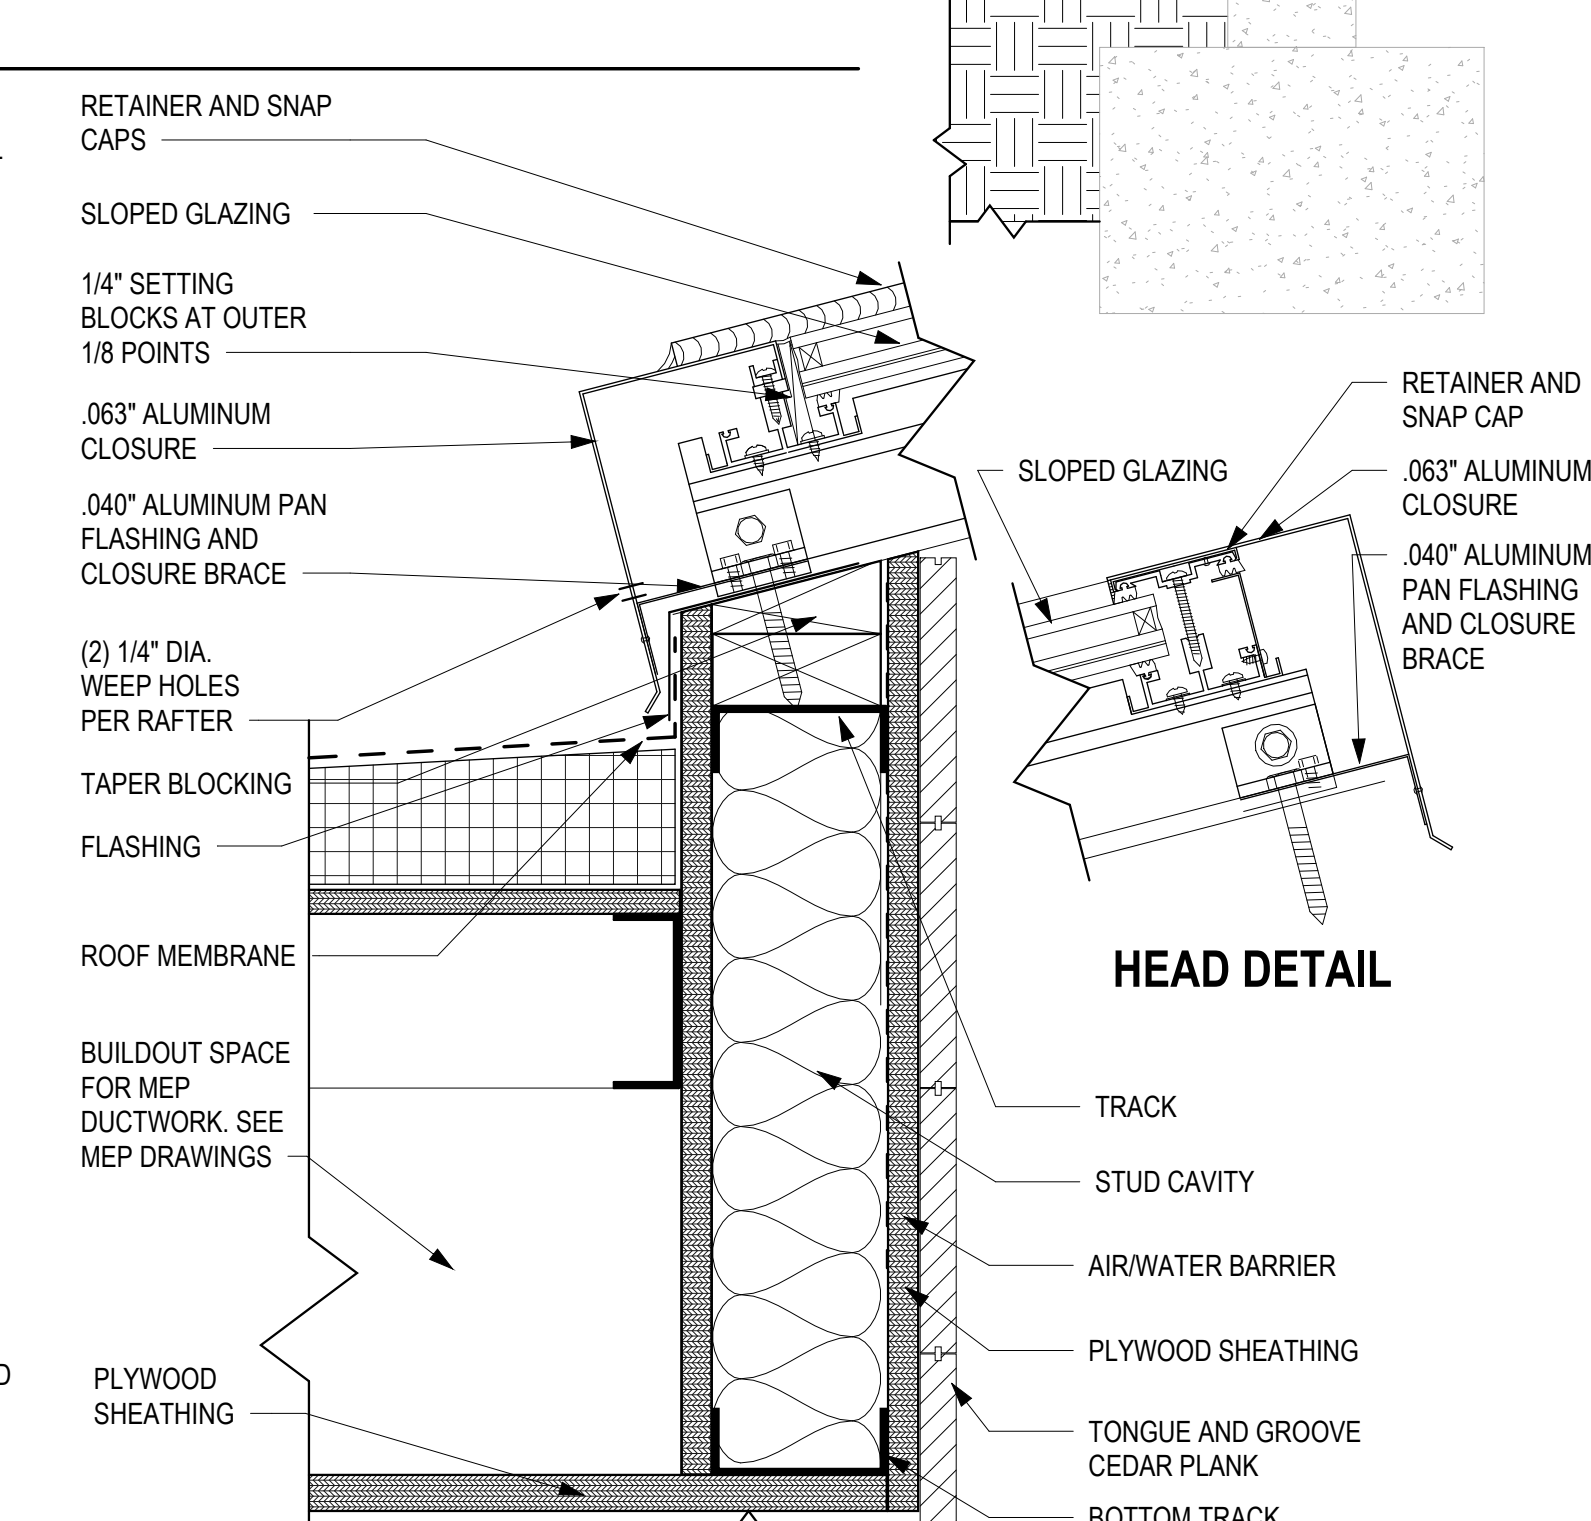 RETAINER AND SNAP
CAPS
SLOPED GLAZING
1/4" SETTING
BLOCKS AT OUTER
1/8 POINTS
.063" ALUMINUM
CLOSURE
.040" ALUMINUM PAN
FLASHING AND
CLOSURE BRACE
(2) 1/4" DIA.
WEEP HOLES
PER RAFTER
TAPER BLOCKING
FLASHING
ROOF MEMBRANE
BUILDOUT SPACE
FOR MEP
DUCTWORK. SEE
MEP DRAWINGS
D
PLYWOOD
SHEATHING
RETAINER AND
SNAP CAP
SLOPED GLAZING
.063" ALUMINUM
CLOSURE
.040" ALUMINUM
PAN FLASHING
AND CLOSURE
BRACE
HEAD DETAIL
TRACK
STUD CAVITY
AIR/WATER BARRIER
PLYWOOD SHEATHING
TONGUE AND GROOVE
CEDAR PLANK
BOTTOM TRACK